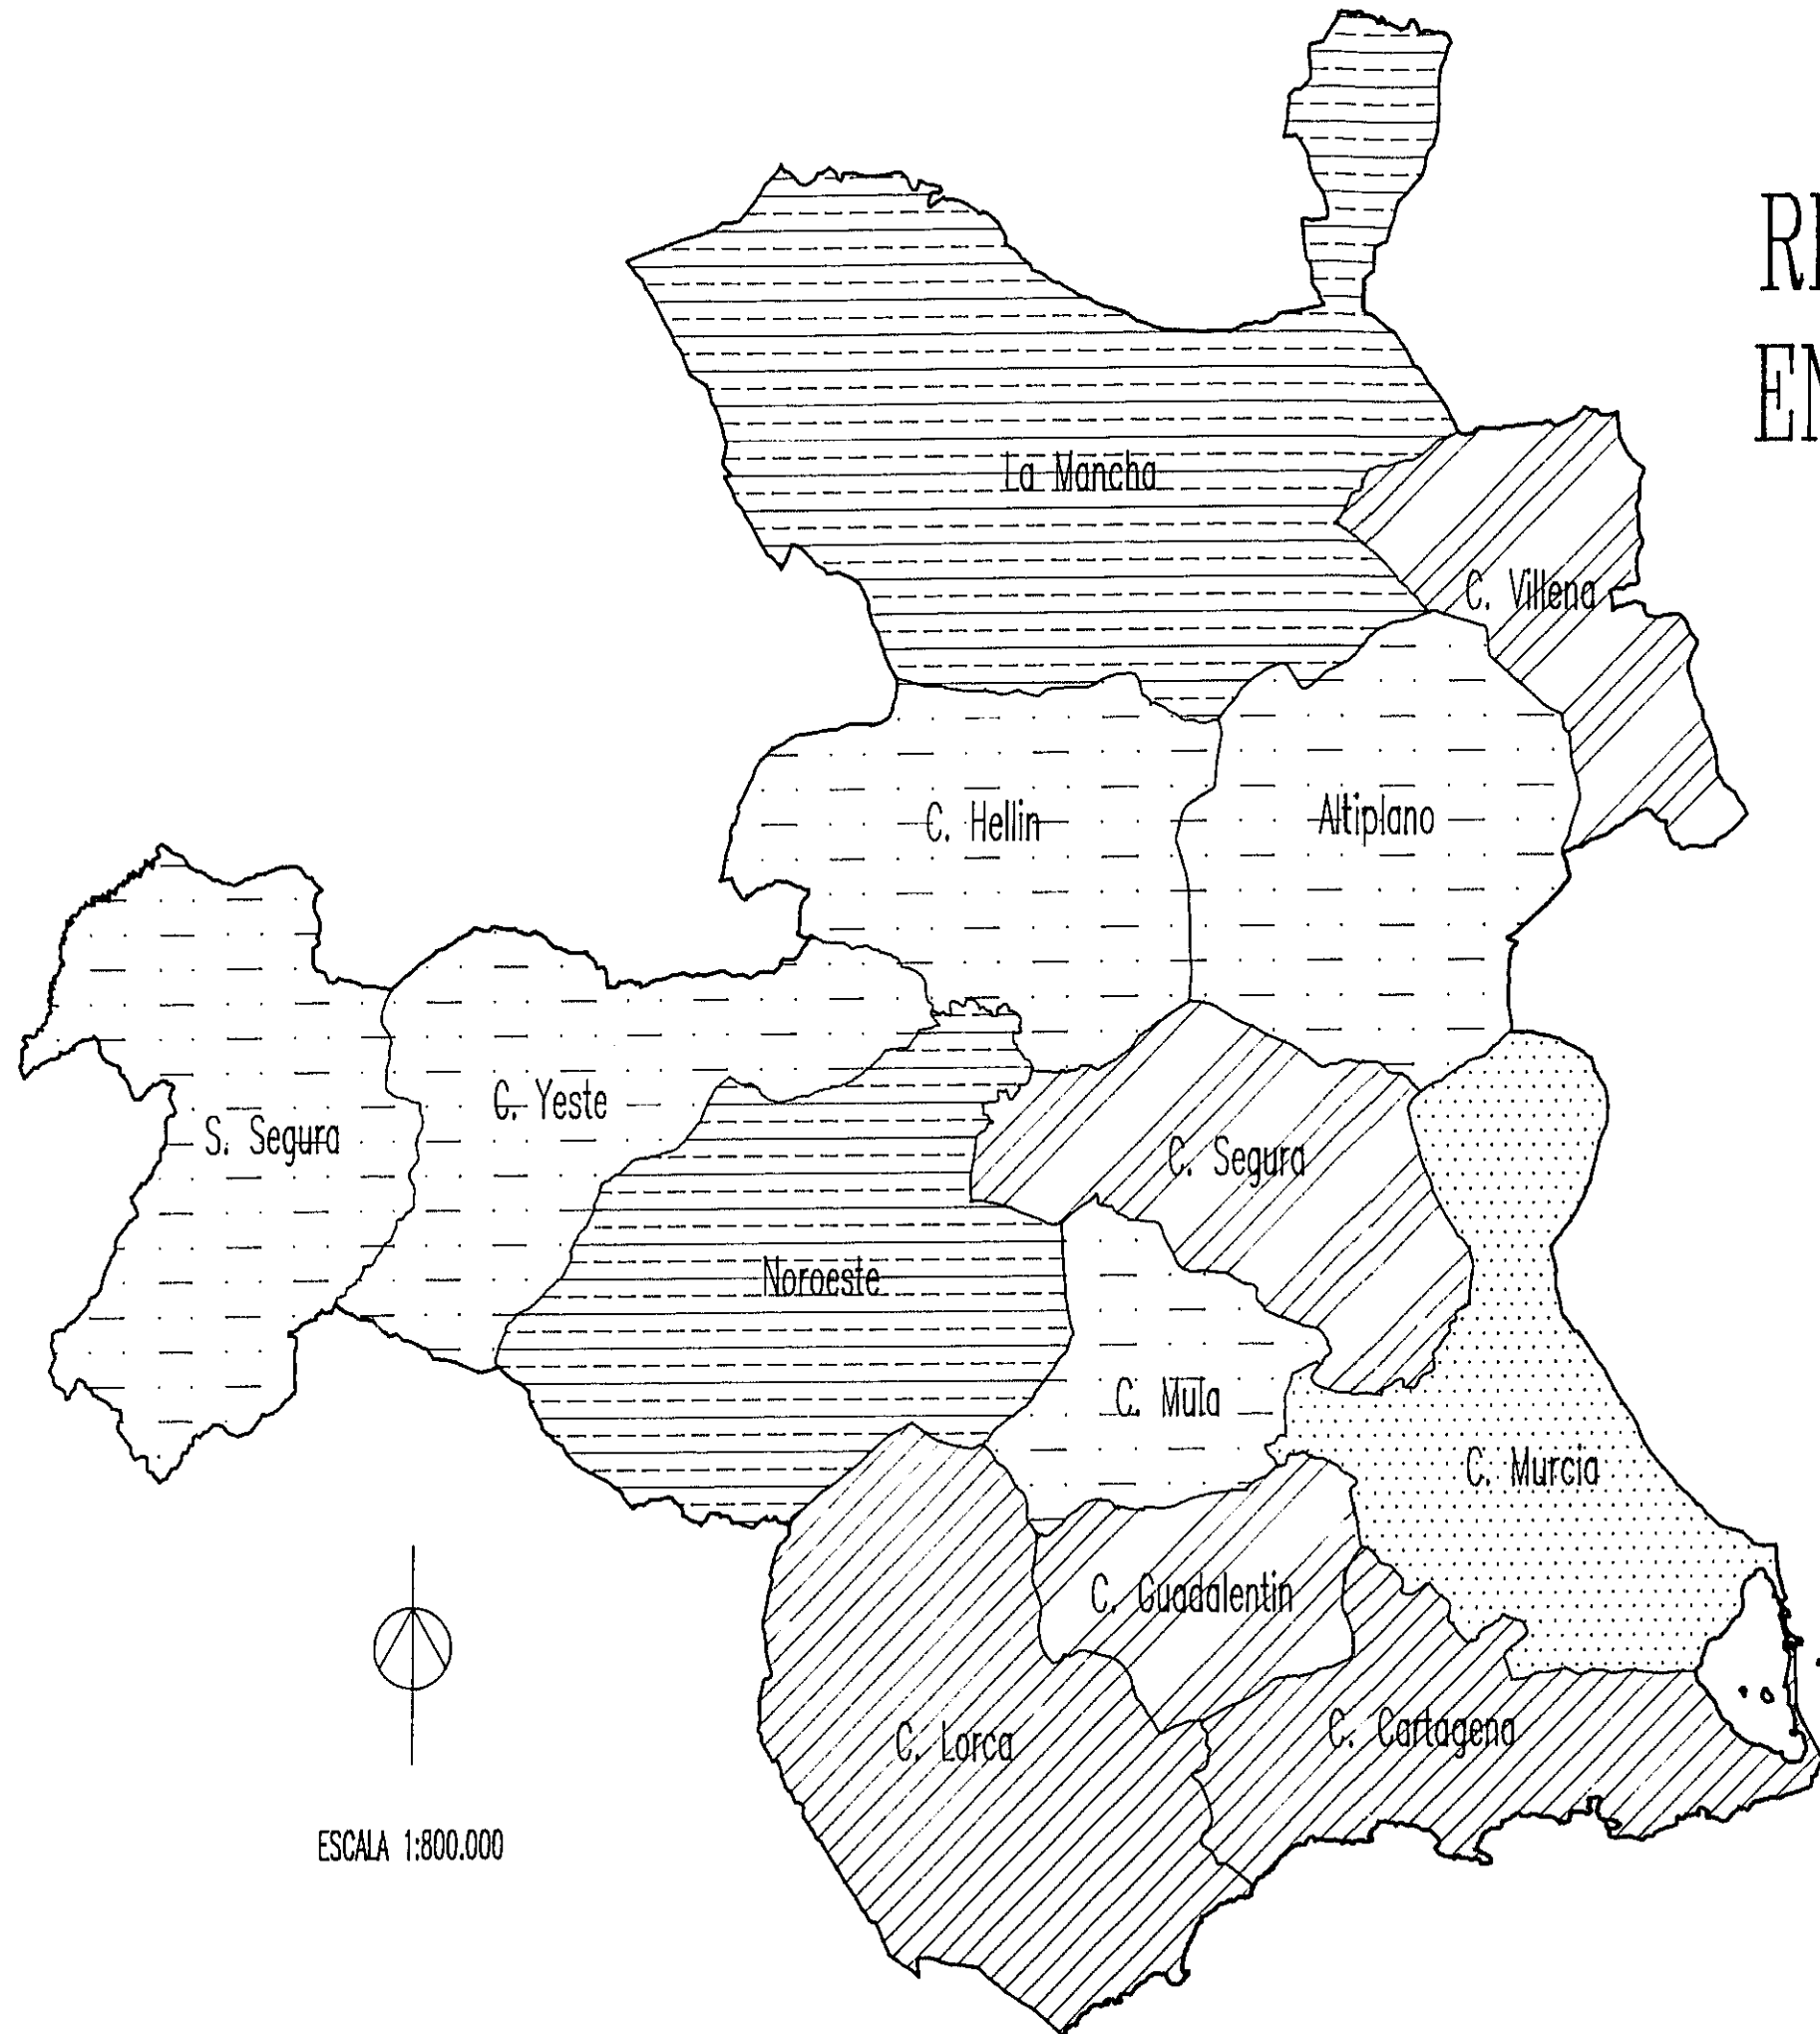 La Mancha
C. Villena
C. Hellin
Altiplano
C. Yeste
S. Segura
C. Segura
Noroeste
C. Mula
C. Murcia
C. Guadalentin
C. Lorca
C. Cartagena
ESCALA 1:800.000